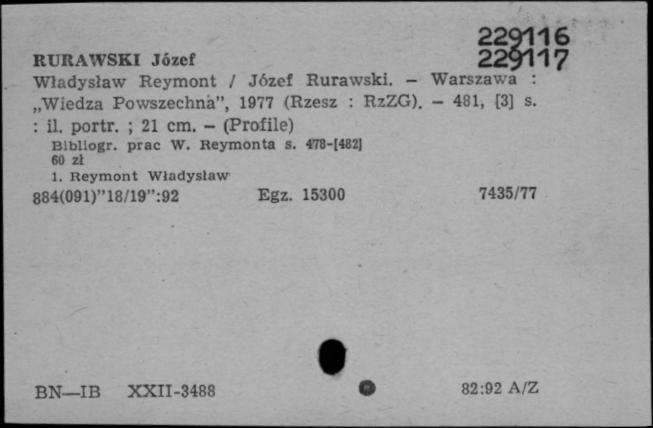 229116
RURAWSKI Józef 229117
Władysław Reymont / Józef Rurawski. — Warszawa :
„Wiedza Powszechna”, 1977 (Rzesz : RzZG). — 481, [3] s.
: il. portr. ; 21 cm. — (Profile)
Bibliogr. prac W. Reymonta s. 478-[482]
60 zł
1. Reymont Władysław
884(091)”18/19”:92 Egz. 15300 7435/77
BN—IB XXII-3488 82:92 A/Z